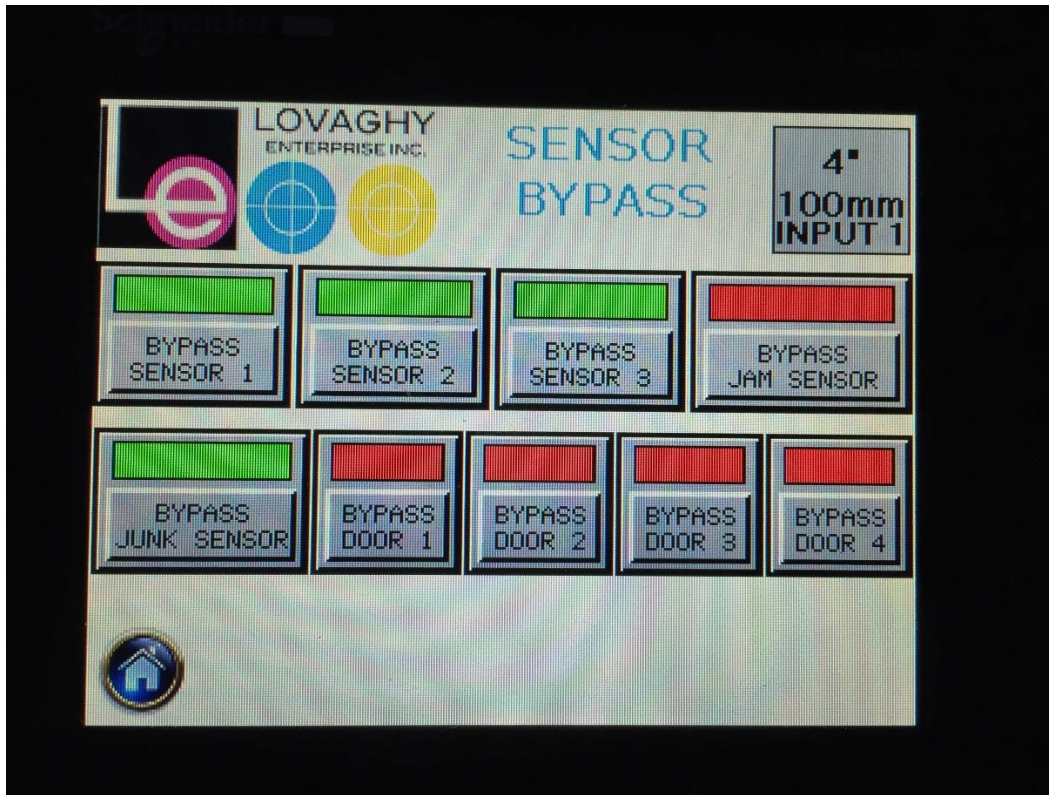 Schneider
LOVAGHY
ENTERPRISE INC.
SENSOR
BYPASS
4"
100mm
INPUT 1
BYPASS
SENSOR 1
BYPASS
SENSOR 2
BYPASS
SENSOR 3
BYPASS
JAM SENSOR
BYPASS
JUNK SENSOR
BYPASS
DOOR 1
BYPASS
DOOR 2
BYPASS
DOOR 3
BYPASS
DOOR 4